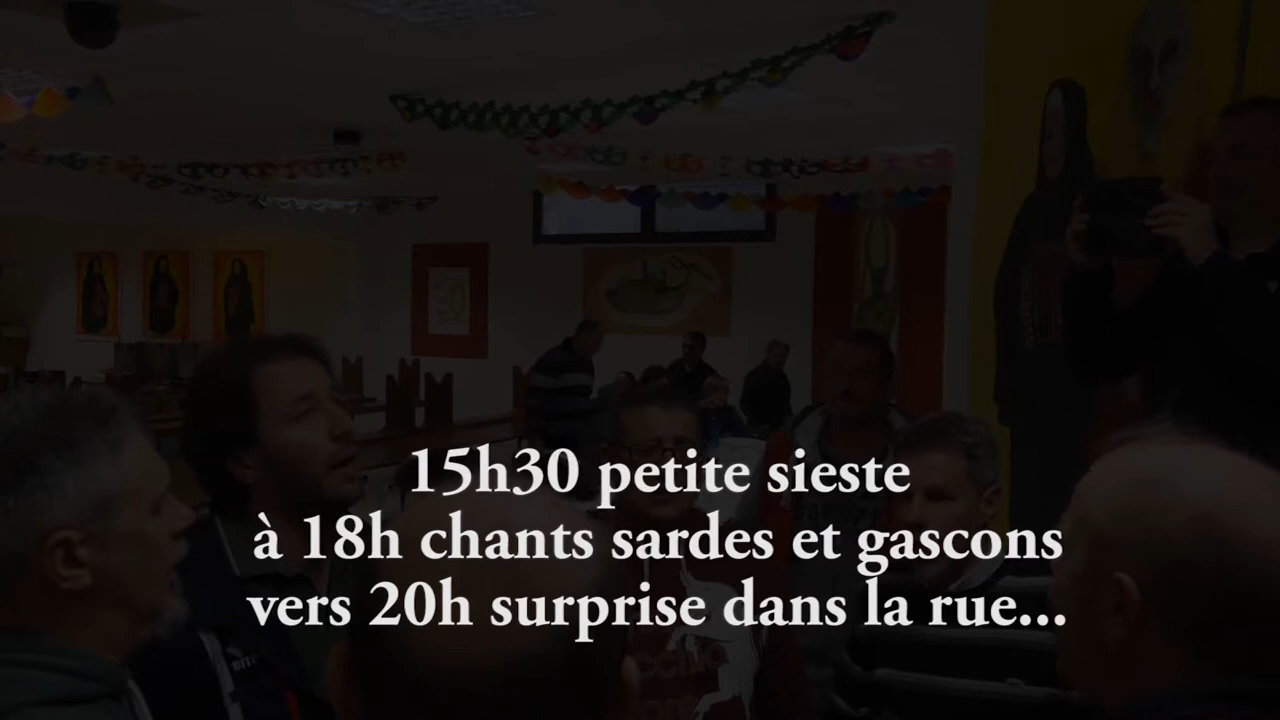 15h30 petite sieste
à 18h chants sardes et gascons
vers 20h surprise dans la rue...